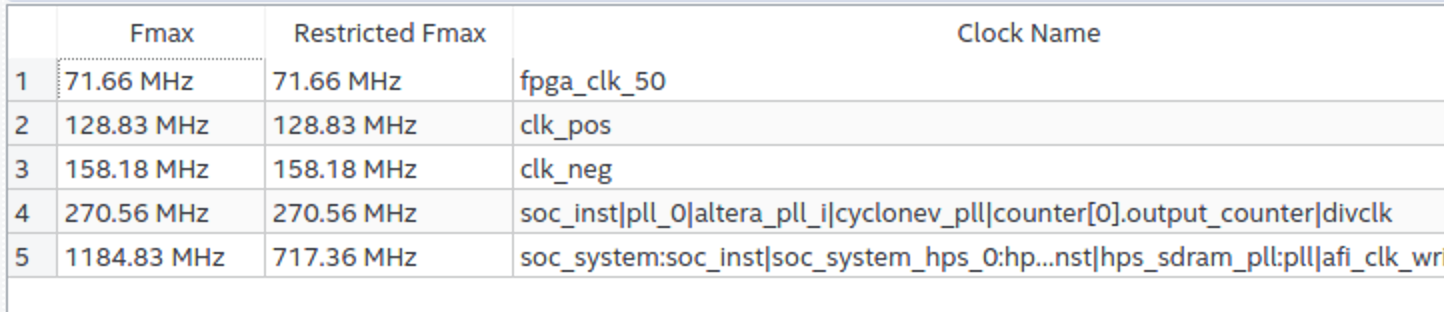 Fmax Restricted Fmax Clock Name
1 71.66 MHz 71.66 MHz fpga_clk_50
2 128.83 MHz 128.83 MHz clk_pos
3 158.18 MHz 158.18 MHz clk_neg
4 270.56 MHz 270.56 MHz soc_inst|pll_0|altera_pll_i|cyclonev_pll|counter[0].output_counter|divclk
5 1184.83 MHz 717.36 MHz soc_system:soc_inst|soc_system_hps_0:hp...nst|hps_sdram_pll:pll|afi_clk_wri